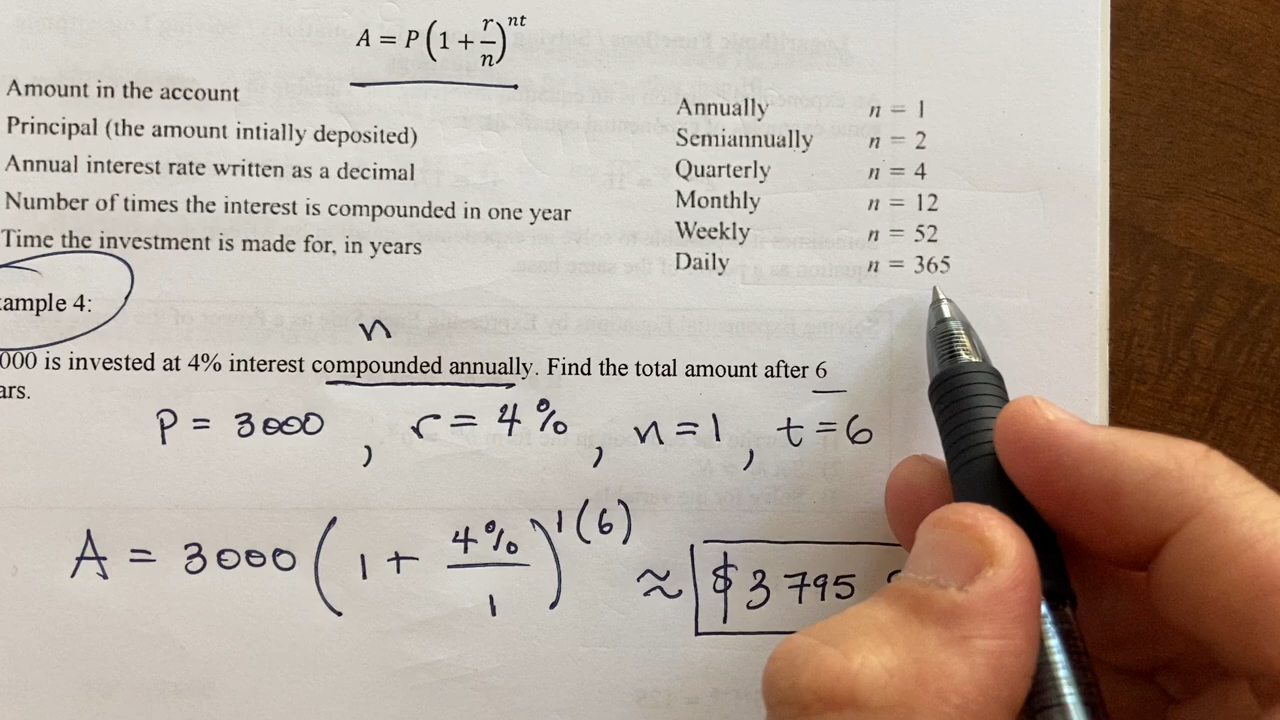 A = P(1 + r/n)^nt
Amount in the account
Principal (the amount intially deposited)
Annual interest rate written as a decimal
Number of times the interest is compounded in one year
Time the investment is made for, in years
Annually n = 1
Semiannually n = 2
Quarterly n = 4
Monthly n = 12
Weekly n = 52
Daily n = 365
ample 4:
n
000 is invested at 4% interest compounded annually. Find the total amount after 6
ars.
P = 3000 , r = 4% , n = 1 , t = 6
A = 3000 (1 + 4%/1)^1(6) ≈ $3795